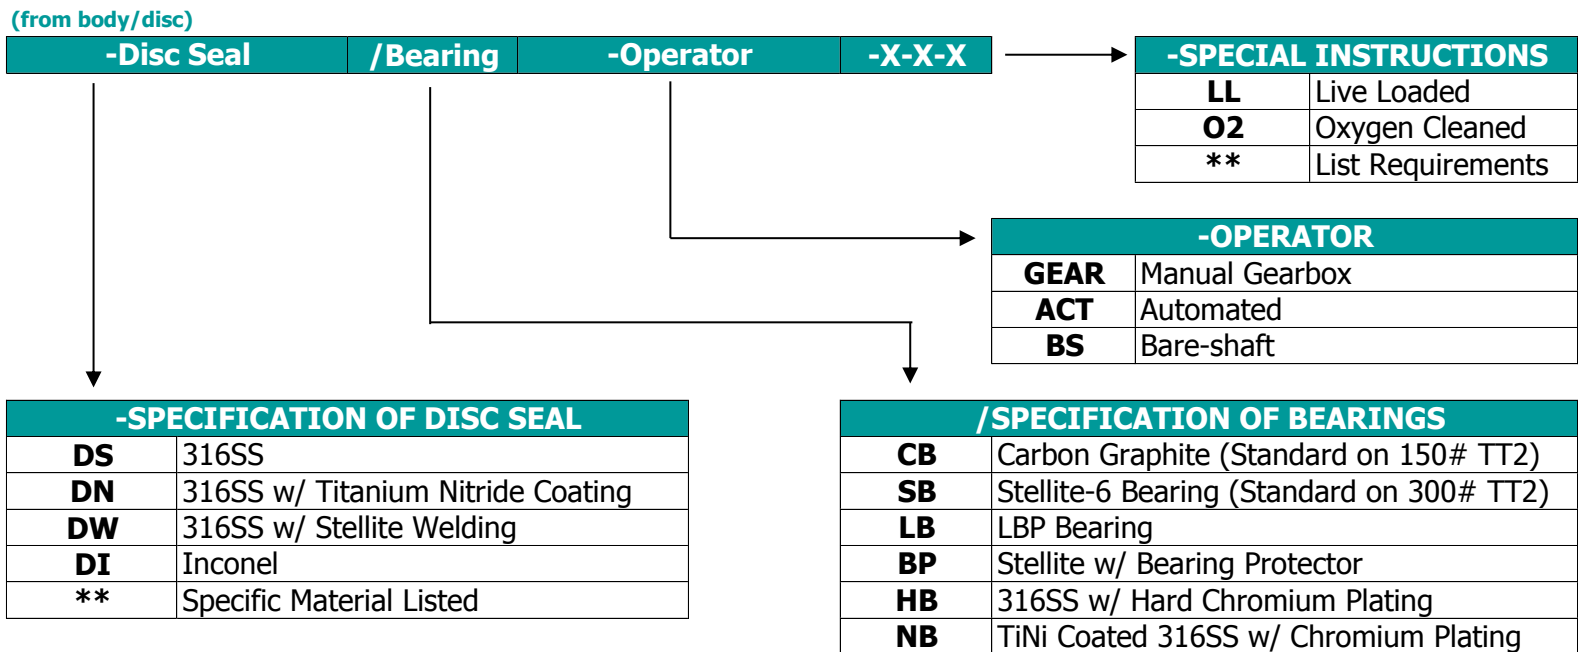 (from body/disc)
-Disc Seal /Bearing -Operator -X-X-X
-SPECIAL INSTRUCTIONS
LL Live Loaded
O2 Oxygen Cleaned
** List Requirements
-OPERATOR
GEAR Manual Gearbox
ACT Automated
BS Bare-shaft
-SPECIFICATION OF DISC SEAL
DS 316SS
DN 316SS w/ Titanium Nitride Coating
DW 316SS w/ Stellite Welding
DI Inconel
** Specific Material Listed
/SPECIFICATION OF BEARINGS
CB Carbon Graphite (Standard on 150# TT2)
SB Stellite-6 Bearing (Standard on 300# TT2)
LB LBP Bearing
BP Stellite w/ Bearing Protector
HB 316SS w/ Hard Chromium Plating
NB TiNi Coated 316SS w/ Chromium Plating